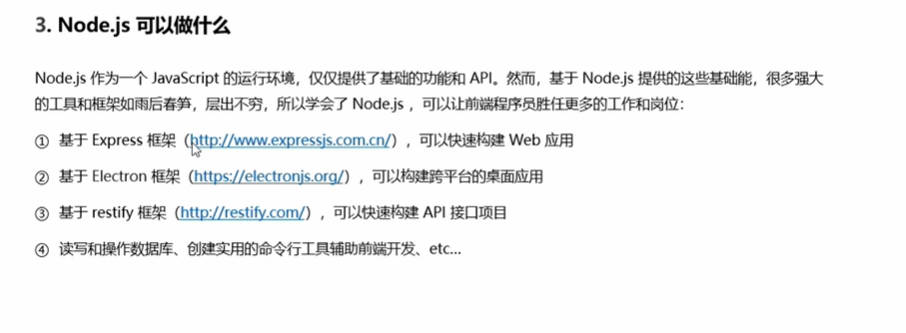 3. Node.js 可以做什么
Node.js 作为一个 JavaScript 的运行环境，仅仅提供了基础的功能和 API。然而，基于 Node.js 提供的这些基础能，很多强大
的工具和框架如雨后春笋，层出不穷，所以学会了 Node.js ，可以让前端程序员胜任更多的工作和岗位：
① 基于 Express 框架（http://www.expressjs.com.cn/），可以快速构建 Web 应用
② 基于 Electron 框架（https://electronjs.org/），可以构建跨平台的桌面应用
③ 基于 restify 框架（http://restify.com/），可以快速构建 API 接口项目
④ 读写和操作数据库、创建实用的命令行工具辅助前端开发、etc...